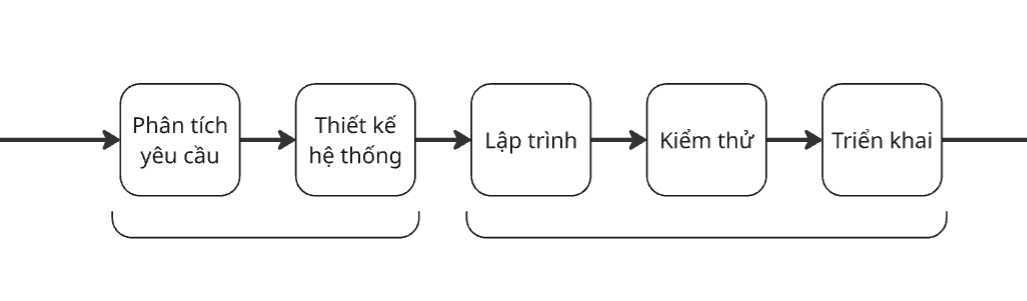 Phân tích
yêu cầu
Thiết kế
hệ thống
Lập trình
Kiểm thử
Triển khai